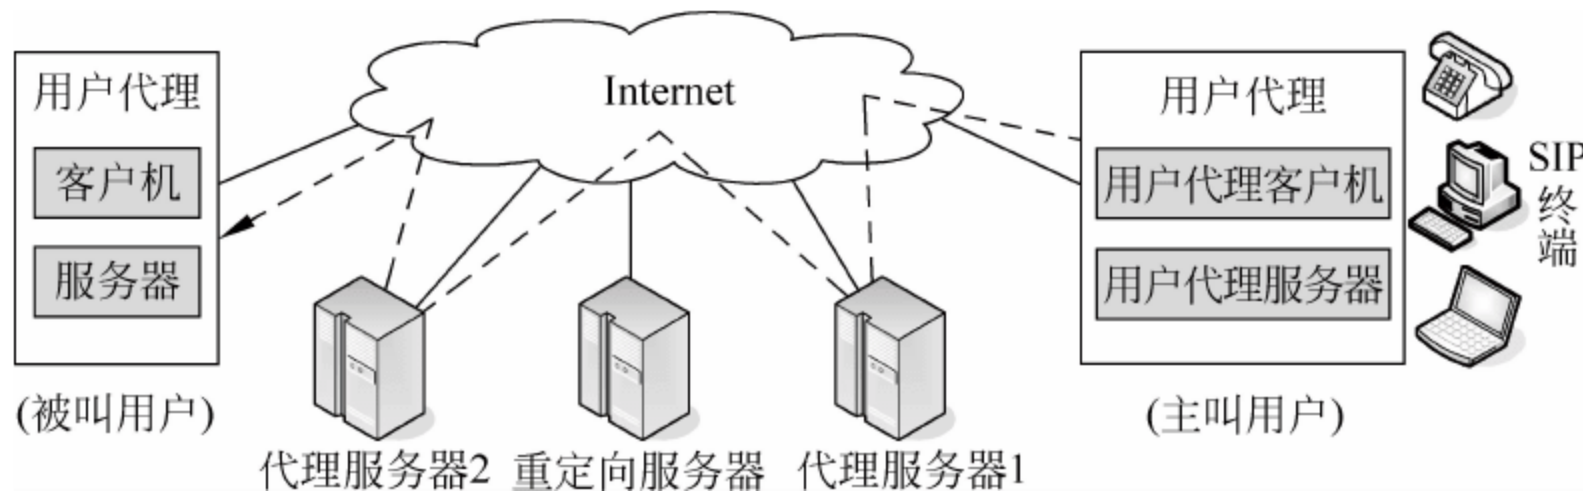 Internet
用户代理
客户机
服务器
(被叫用户)
代理服务器2
重定向服务器
代理服务器1
用户代理
用户代理客户机
用户代理服务器
(主叫用户)
SIP
终
端